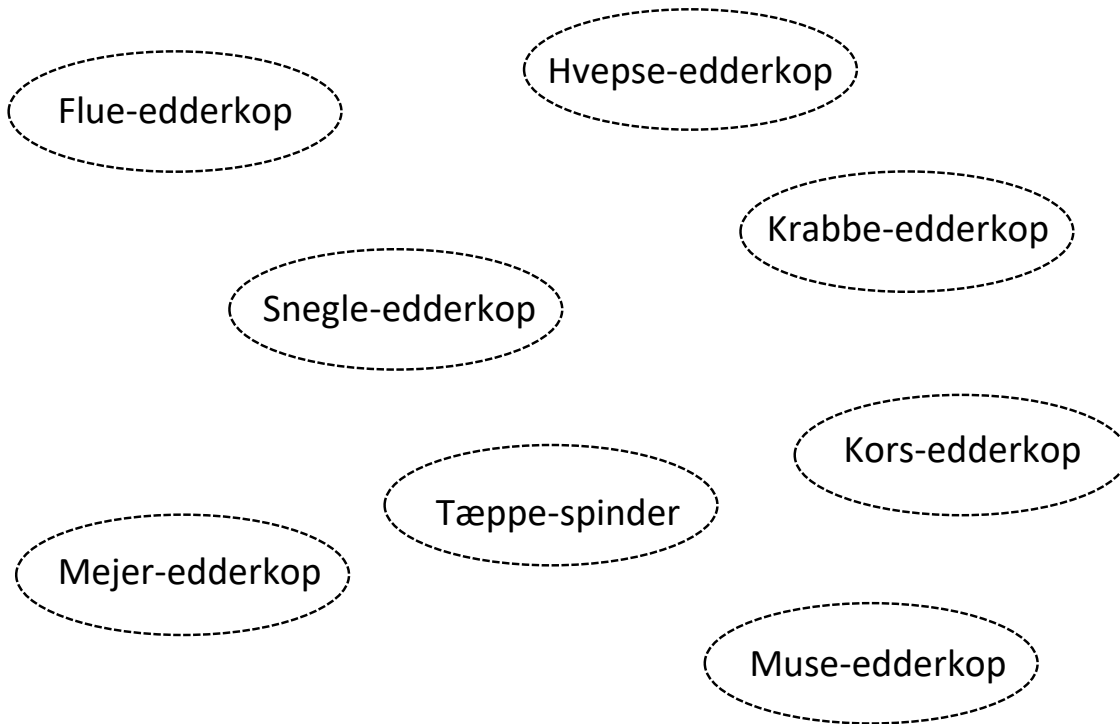 Hvepse-edderkop
Flue-edderkop
Krabbe-edderkop
Snegle-edderkop
Kors-edderkop
Tæppe-spinder
Mejer-edderkop
Muse-edderkop